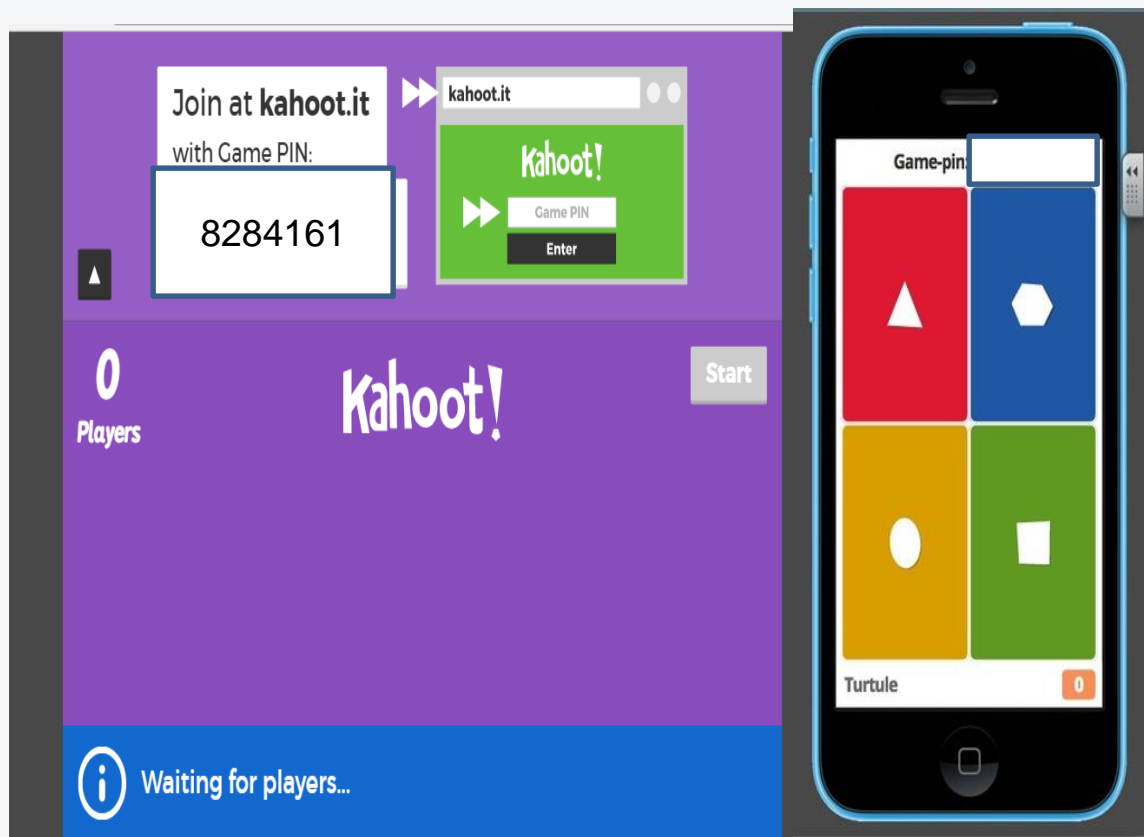 Join at kahoot.it
with Game PIN:
8284161
kahoot.it
Kahoot!
Game PIN
Enter
0
Players
Kahoot!
Start
Waiting for players...
Game-pin:
Turtule
0